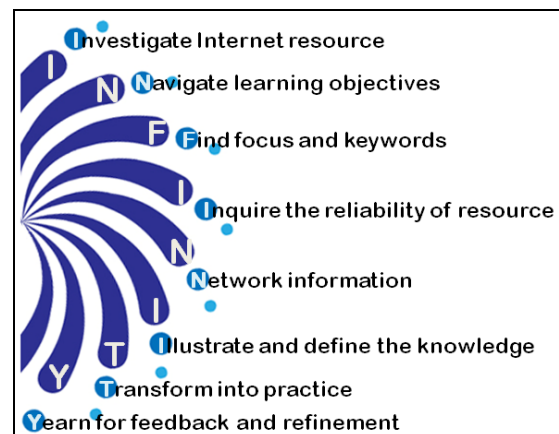 I Investigate Internet resource
N Navigate learning objectives
F Find focus and keywords
I Inquire the reliability of resource
N Network information
I Illustrate and define the knowledge
T Transform into practice
Y Yearn for feedback and refinement